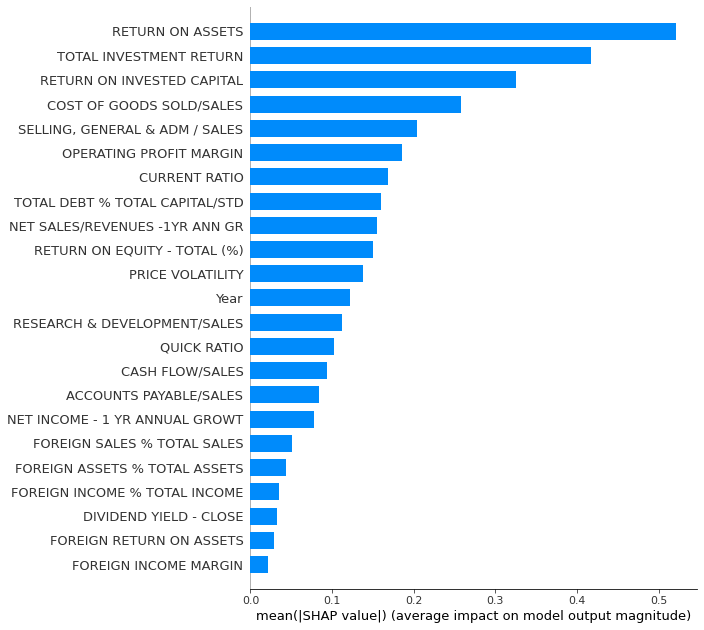 RETURN ON ASSETS
TOTAL INVESTMENT RETURN
RETURN ON INVESTED CAPITAL
COST OF GOODS SOLD/SALES
SELLING, GENERAL & ADM / SALES
OPERATING PROFIT MARGIN
CURRENT RATIO
TOTAL DEBT % TOTAL CAPITAL/STD
NET SALES/REVENUES -1YR ANN GR
RETURN ON EQUITY - TOTAL (%)
PRICE VOLATILITY
Year
RESEARCH & DEVELOPMENT/SALES
QUICK RATIO
CASH FLOW/SALES
ACCOUNTS PAYABLE/SALES
NET INCOME - 1 YR ANNUAL GROWT
FOREIGN SALES % TOTAL SALES
FOREIGN ASSETS % TOTAL ASSETS
FOREIGN INCOME % TOTAL INCOME
DIVIDEND YIELD - CLOSE
FOREIGN RETURN ON ASSETS
FOREIGN INCOME MARGIN
0.0 0.1 0.2 0.3 0.4 0.5
mean(|SHAP value|) (average impact on model output magnitude)